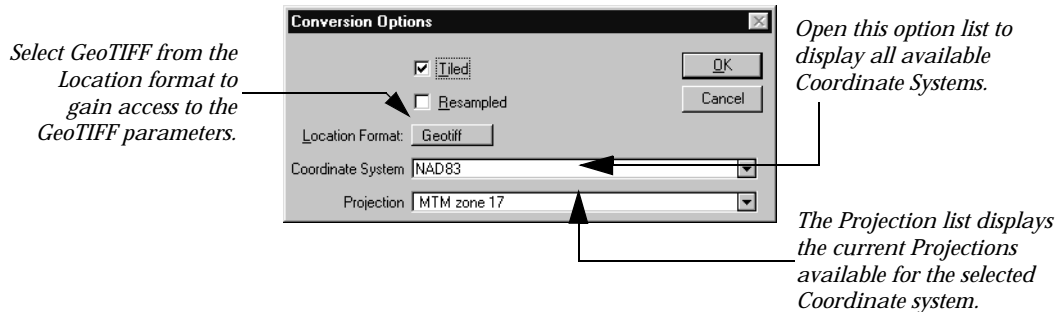 Select GeoTIFF from the
Location format to
gain access to the
GeoTIFF parameters.
Conversion Options
Tiled
OK
Resampled
Cancel
Location Format: Geotiff
Coordinate System NAD83
Projection MTM zone 17
Open this option list to
display all available
Coordinate Systems.
The Projection list displays
the current Projections
available for the selected
Coordinate system.